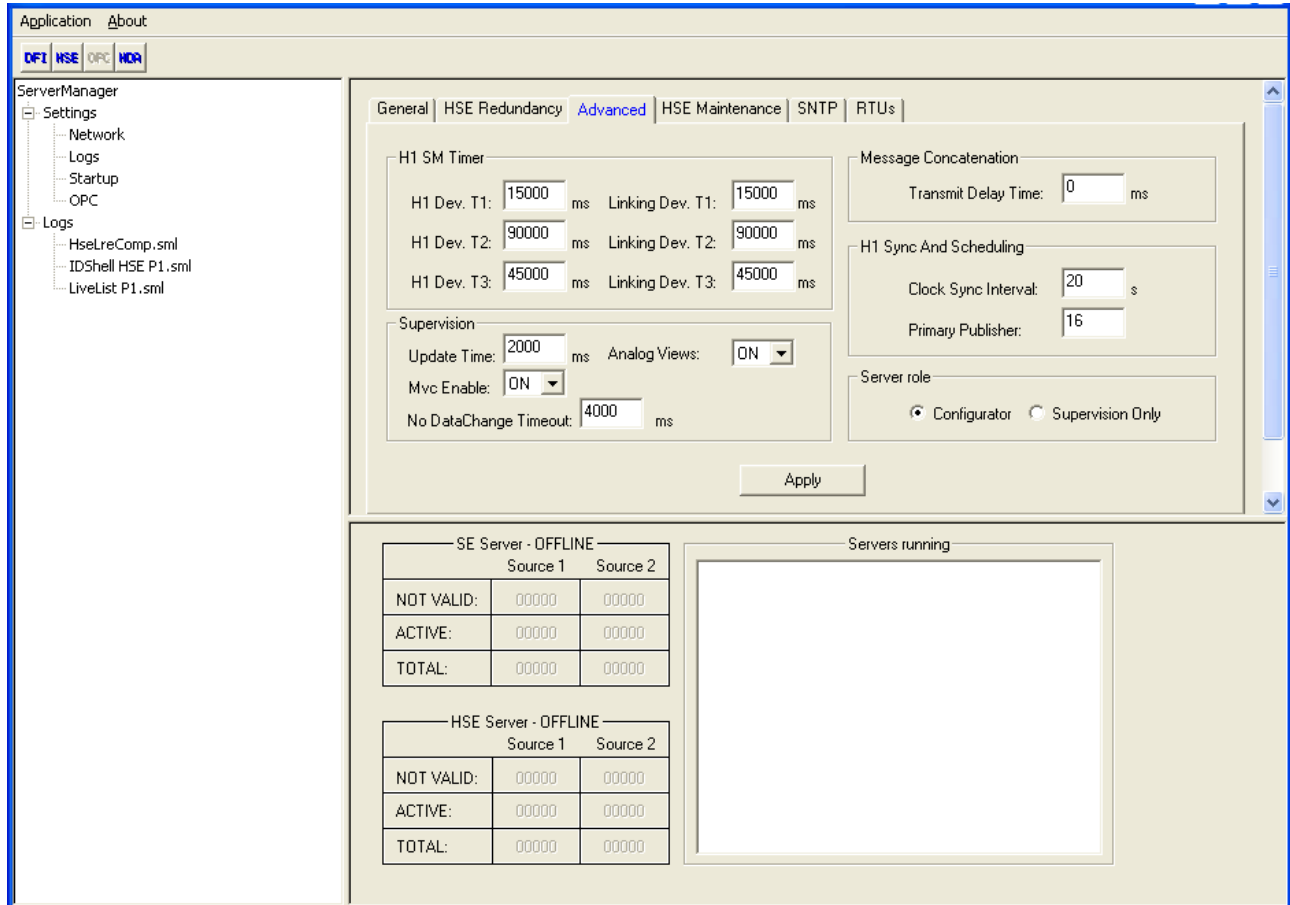 Application About
DFI HSE OPC HDA
ServerManager
Settings
Network
Logs
Startup
OPC
Logs
HseLreComp.sml
IDShell HSE P1.sml
LiveList P1.sml
General HSE Redundancy Advanced HSE Maintenance SNTP RTUs
H1 SM Timer
H1 Dev. T1: 15000 ms Linking Dev. T1: 15000 ms
H1 Dev. T2: 90000 ms Linking Dev. T2: 90000 ms
H1 Dev. T3: 45000 ms Linking Dev. T3: 45000 ms
Supervision
Update Time: 2000 ms Analog Views: ON
Mvc Enable: ON
No DataChange Timeout: 4000 ms
Message Concatenation
Transmit Delay Time: 0 ms
H1 Sync And Scheduling
Clock Sync Interval: 20 s
Primary Publisher: 16
Server role
Configurator Supervision Only
Apply
SE Server - OFFLINE
Source 1 Source 2
NOT VALID: 00000 00000
ACTIVE: 00000 00000
TOTAL: 00000 00000
HSE Server - OFFLINE
Source 1 Source 2
NOT VALID: 00000 00000
ACTIVE: 00000 00000
TOTAL: 00000 00000
Servers running